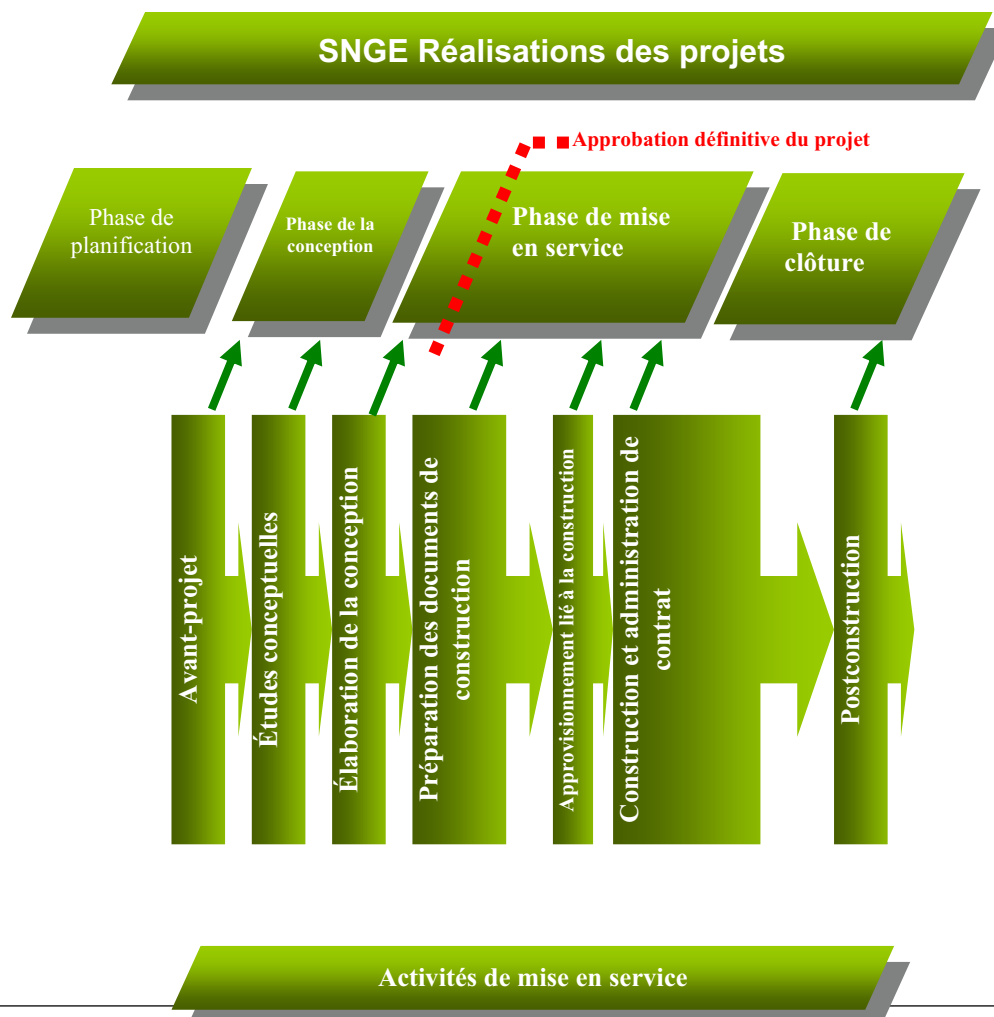 SNGE Réalisations des projets
Approbation définitive du projet
Phase de
planification
Phase de la
conception
Phase de mise
en service
Phase de
clôture
Avant-projet
Études conceptuelles
Élaboration de la conception
Préparation des documents de
construction
Approvisionnement lié à la construction
Construction et administration de
contrat
Postconstruction
Activités de mise en service